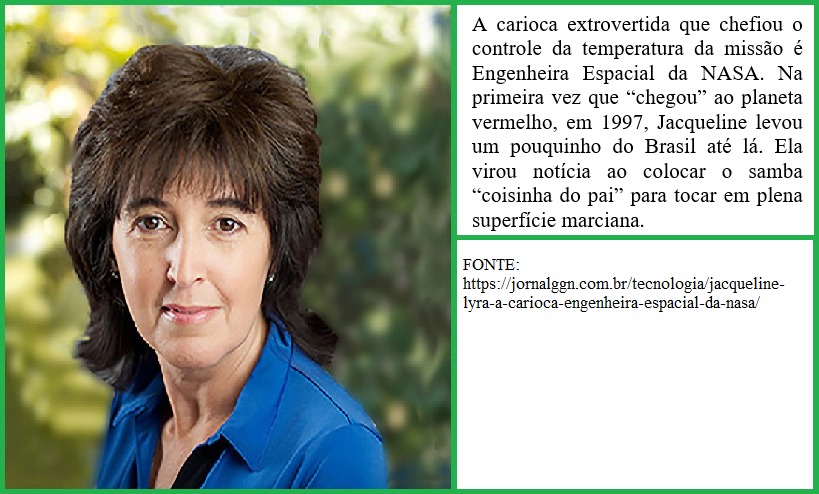 A carioca extrovertida que chefiou o
controle da temperatura da missão é
Engenheira Espacial da NASA. Na
primeira vez que “chegou” ao planeta
vermelho, em 1997, Jacqueline levou
um pouquinho do Brasil até lá. Ela
virou notícia ao colocar o samba
“coisinha do pai” para tocar em plena
superfície marciana.
FONTE:
https://jornalggn.com.br/tecnologia/jacqueline-
lyra-a-carioca-engenheira-espacial-da-nasa/